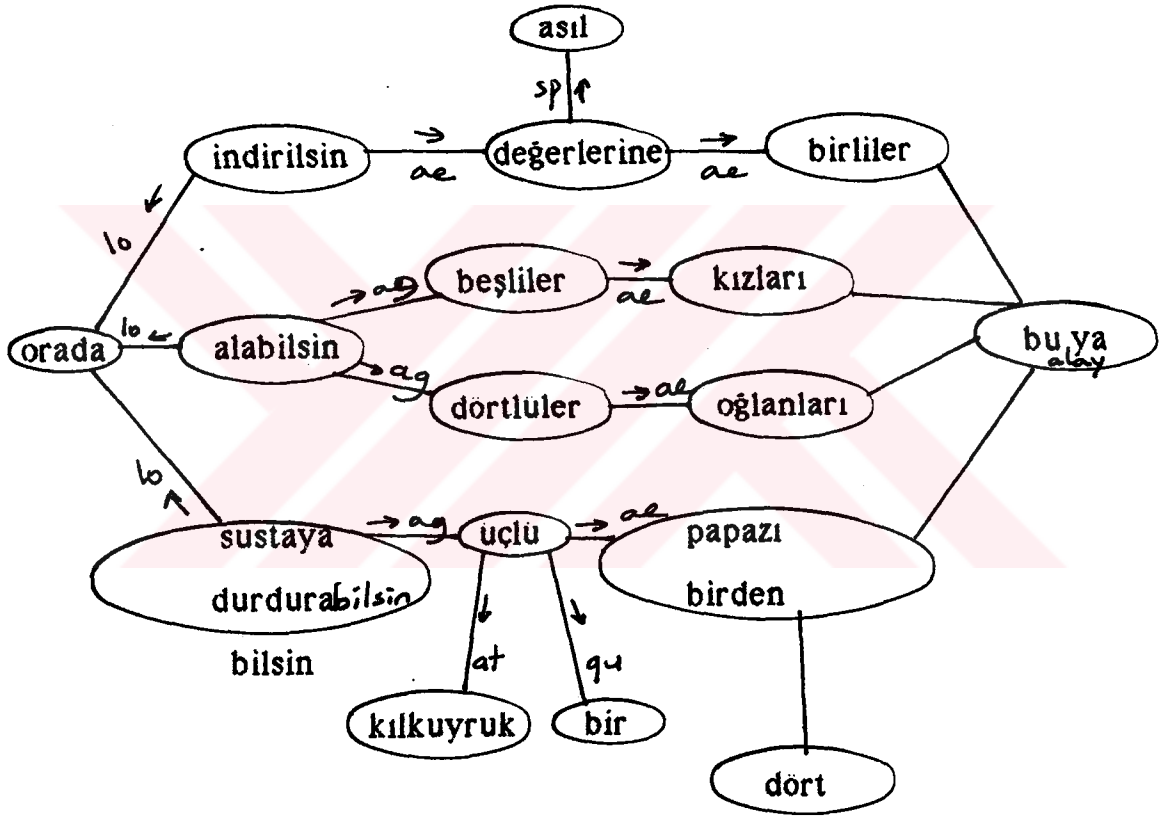 asıl
sp ↑
indirilsin → ae değerlerine → ae birliler
↙ lo
beşliler → ae kızları
→ ag
orada lo ← alabilsin
bu ya
alay
→ ag
dörtlüler → ae oğlanları
lo ↖
sustaya → ag üçlü → ae papazı
durdurabilsin birden
bilsin
↓ at ↓ qu
kılkuyruk bir
dört